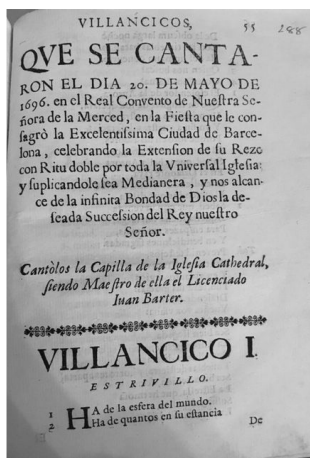 VILLANCICOS,
55 288
QVE SE CANTA-
RON EL DIA 20. DE MAYO DE
1696. en el Real Convento de Nueſtra Se-
ñora de la Merced, en la Fieſta que le con-
ſagrò la Excelentiſsima Ciudad de Barce-
lona, celebrando la Extenſion de ſu Rezo
con Ritu doble por toda la Vniverſal Igleſia:
y ſuplicandole ſea Medianera, y nos alcan-
ce de la infinita Bondad de Dios la de-
ſeada Succeſsion del Rey nueſtro
Señor.
Cantòlos la Capilla de la Igleſia Cathedral,
ſiendo Maeſtro de ella el Licenciado
Iuan Barter.
VILLANCICO I.
ESTRIVILLO.
1 HA de la esfera del mundo.
2 Ha de quantos en ſu eſtancia
De